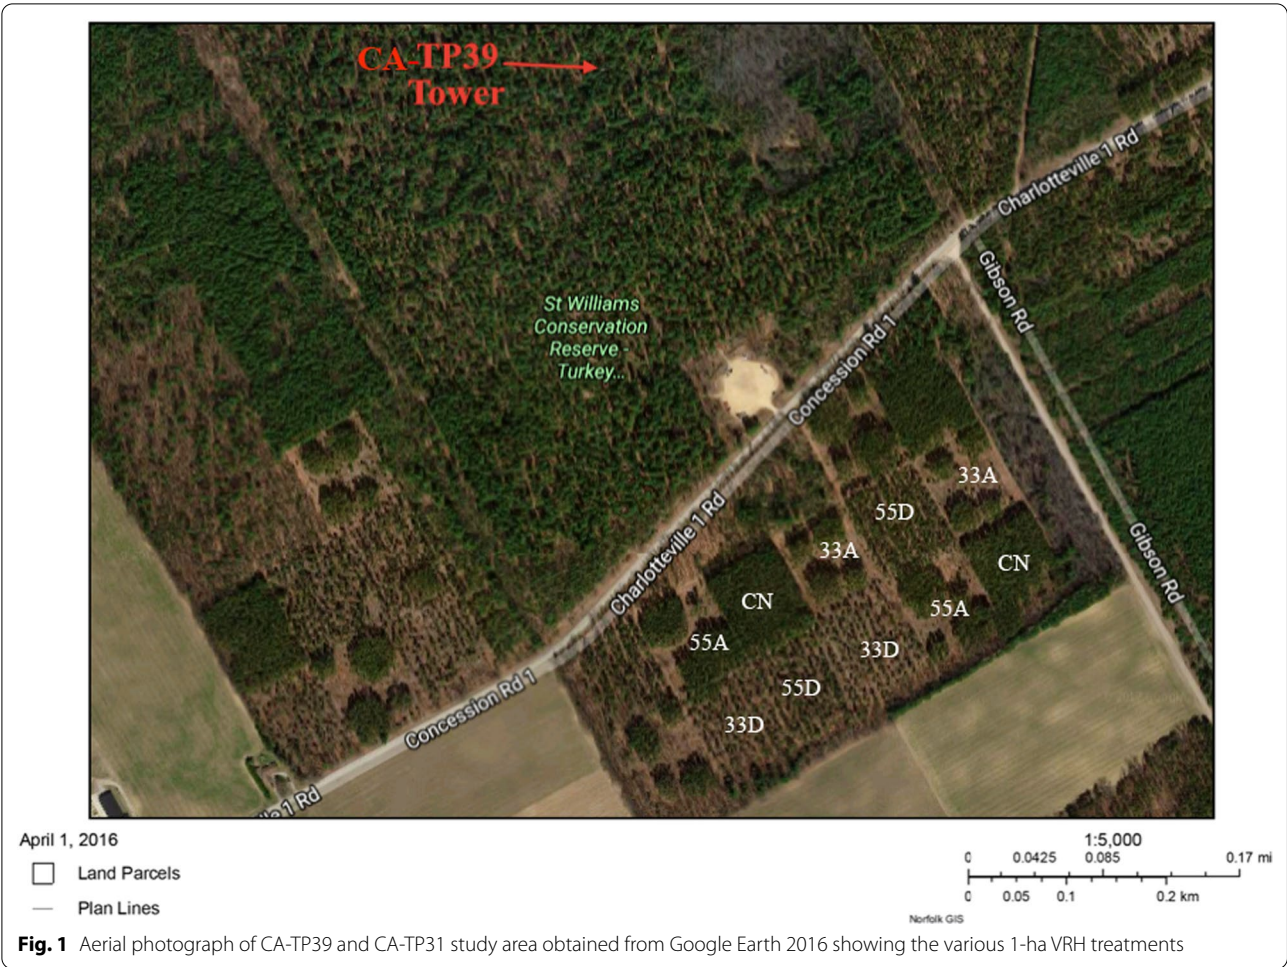 CA-TP39
Tower
Charlotteville 1 Rd
Gibson Rd
St Williams
Conservation
Reserve -
Turkey...
Concession Rd 1
33A
55D
Charlotteville 1 Rd
33A
Gibson Rd
CN
CN
55A
55A
33D
55D
33D
Concession Rd 1
ille 1 Rd
April 1, 2016
Land Parcels
Plan Lines
1:5,000
0 0.0425 0.085 0.17 mi
0 0.05 0.1 0.2 km
Norfolk GIS
Fig. 1 Aerial photograph of CA-TP39 and CA-TP31 study area obtained from Google Earth 2016 showing the various 1-ha VRH treatments